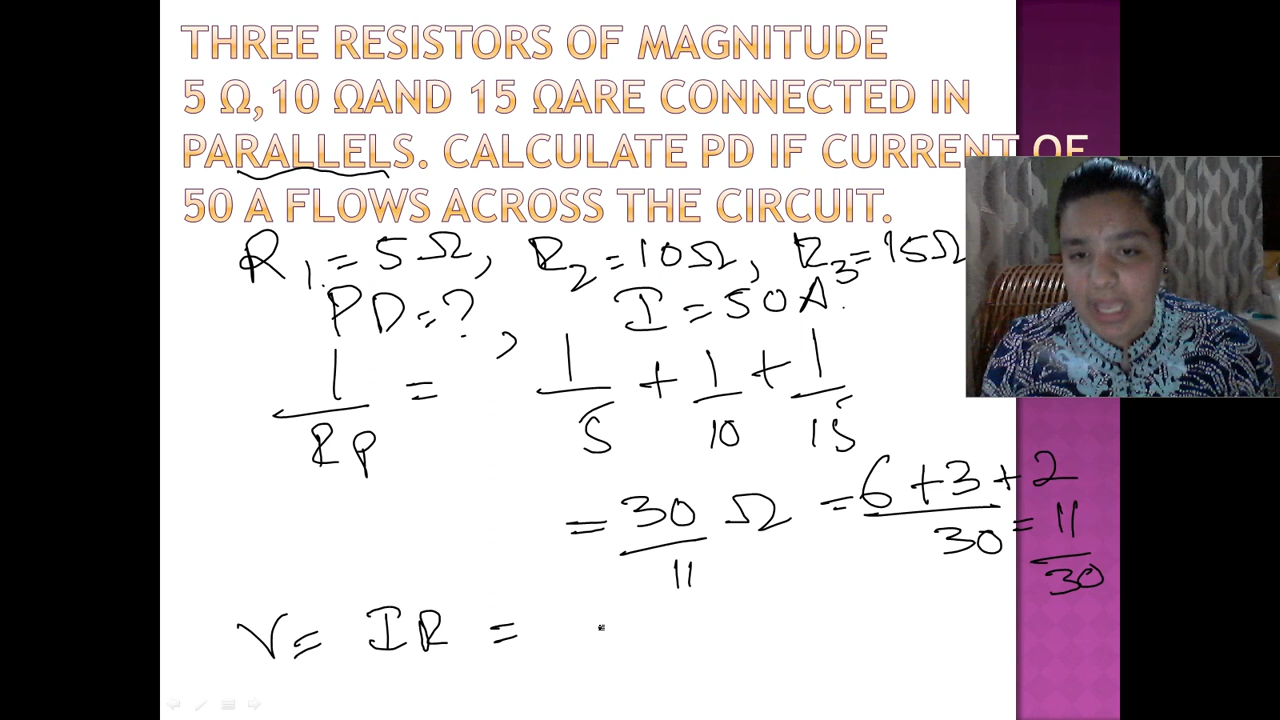 THREE RESISTORS OF MAGNITUDE
5 Ω,10 ΩAND 15 ΩARE CONNECTED IN
PARALLELS. CALCULATE PD IF CURRENT OF
50 A FLOWS ACROSS THE CIRCUIT.
R1 = 5Ω, R2 = 10Ω, R3 = 15Ω
PD = ?, I = 50A.
1/RP = 1/5 + 1/10 + 1/15
= 30/11 Ω = 6+3+2/30 = 11/30
V = IR =